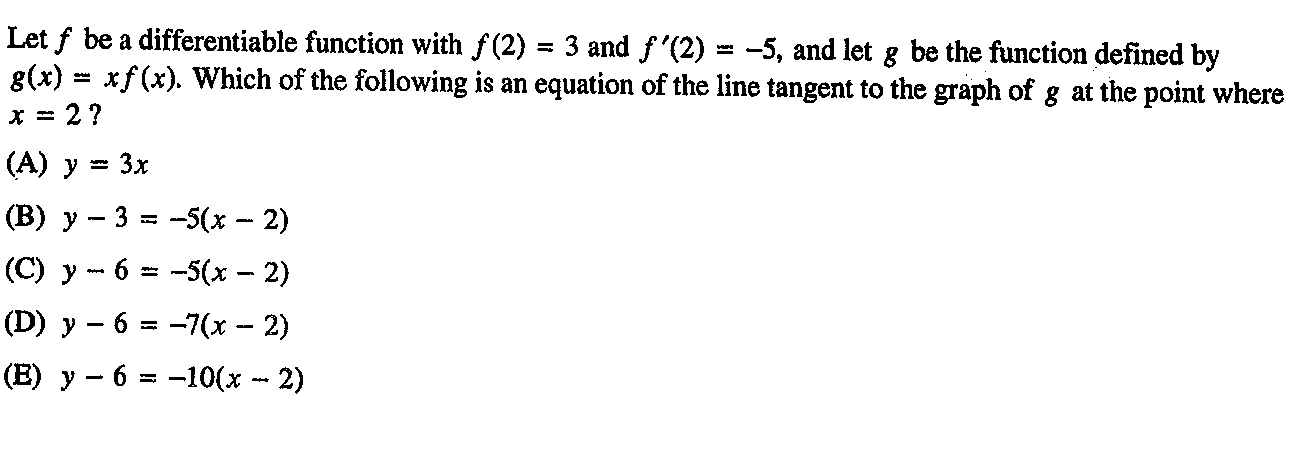 Let f be a differentiable function with f(2) = 3 and f′(2) = –5, and let g be the function defined by
g(x) = xf(x). Which of the following is an equation of the line tangent to the graph of g at the point where
x = 2 ?
(A) y = 3x
(B) y – 3 = –5(x – 2)
(C) y – 6 = –5(x – 2)
(D) y – 6 = –7(x – 2)
(E) y – 6 = –10(x – 2)